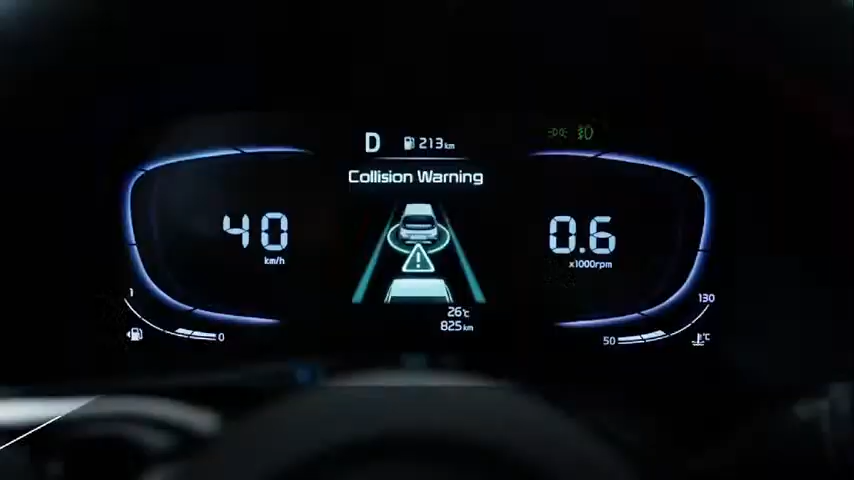 D 213km
Collision Warning
40
km/h
0.6
x1000rpm
26℃
825km
1
0
130
50
℃